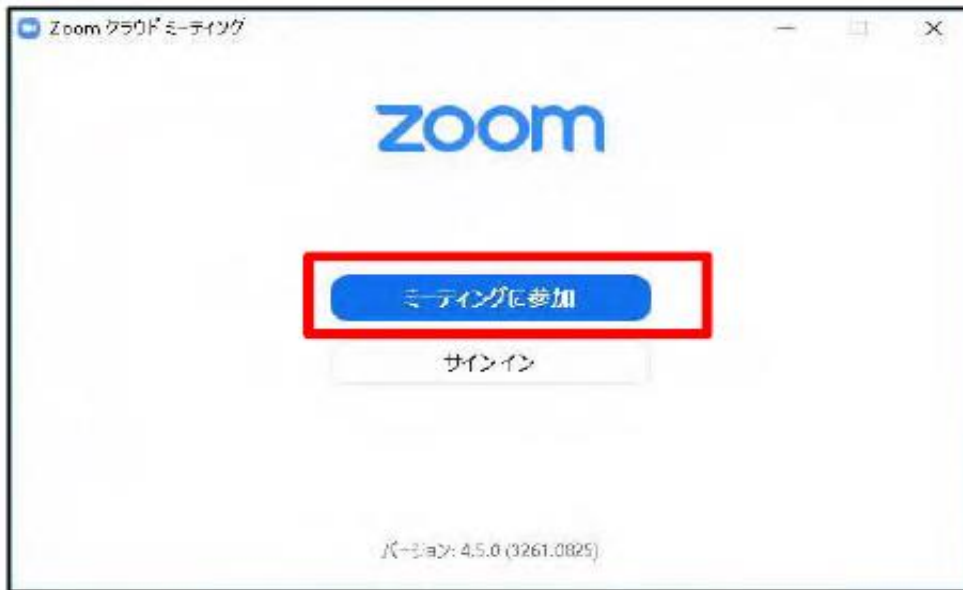 Zoom クラウド ミーティング
zoom
ミーティングに参加
サインイン
バージョン: 4.5.0 (3261.0825)